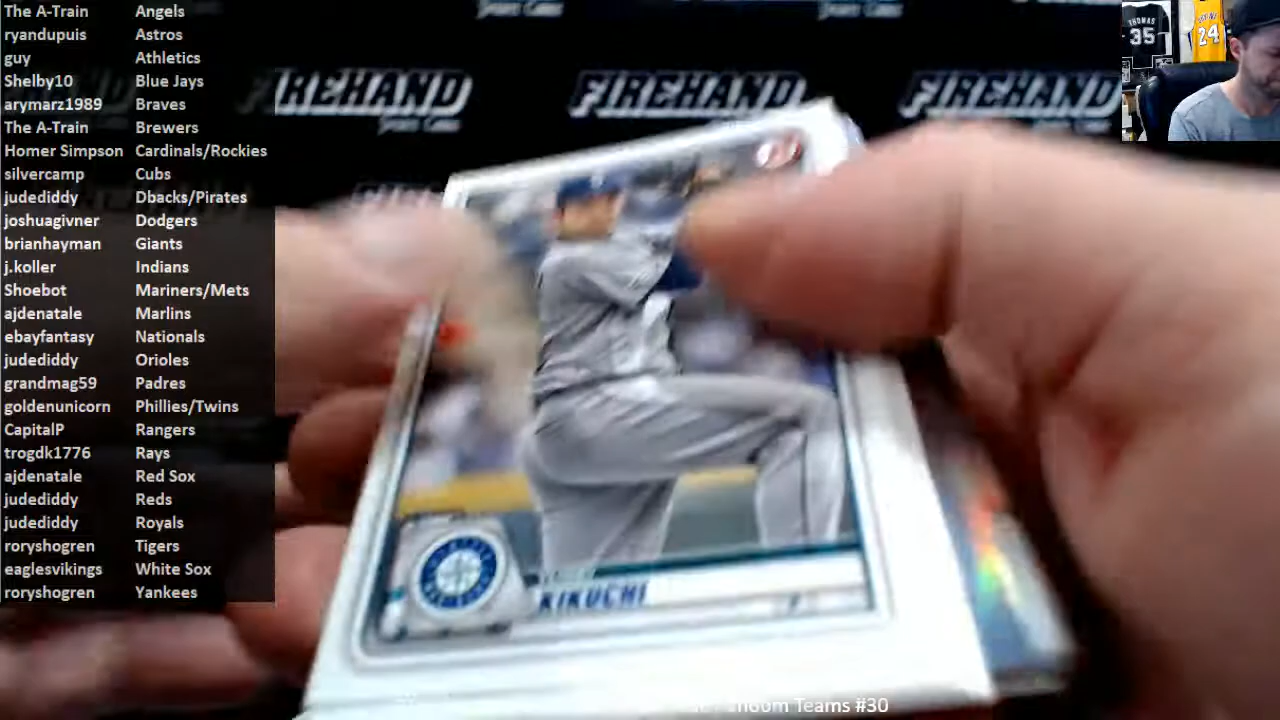 The A-Train Angels
ryandupuis Astros
guy Athletics
Shelby10 Blue Jays
arymarz1989 Braves
The A-Train Brewers
Homer Simpson Cardinals/Rockies
silvercamp Cubs
judediddy Dbacks/Pirates
joshuagivner Dodgers
brianhayman Giants
j.koller Indians
Shoebot Mariners/Mets
ajdenatale Marlins
ebayfantasy Nationals
judediddy Orioles
grandmag59 Padres
goldenunicorn Phillies/Twins
CapitalP Rangers
trogdk1776 Rays
ajdenatale Red Sox
judediddy Reds
judediddy Royals
roryshogren Tigers
eaglesvikings White Sox
roryshogren Yankees
FIREHAND
FIREHAND
FIREHAND
THOMAS
35
24
KIKUCHI
Teams #30